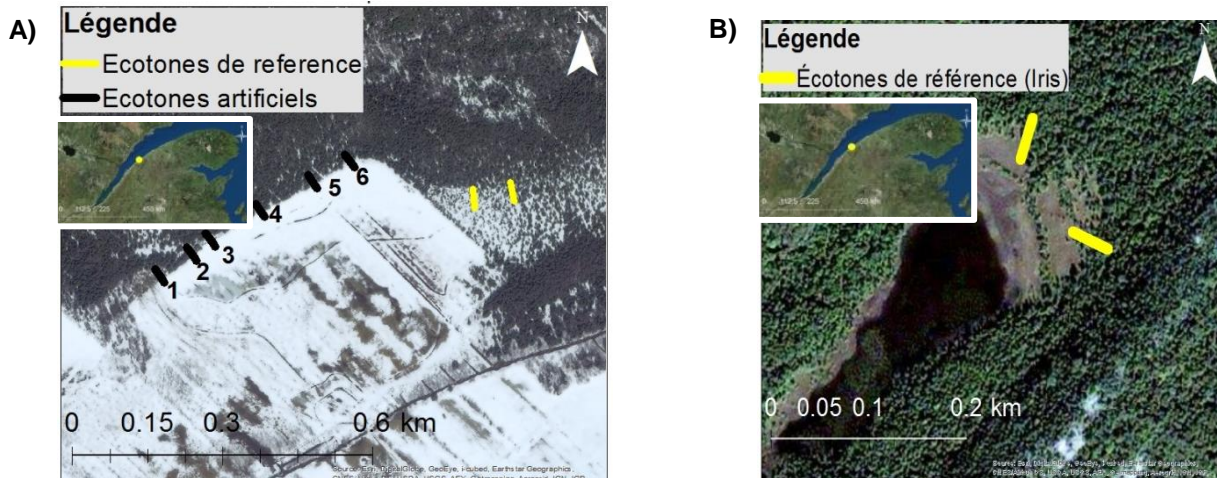 A)
Légende
Ecotones de reference
Ecotones artificiels
N
1
2
3
4
5
6
0 0.15 0.3 0.6 km
B)
Légende
Écotones de référence (Iris)
N
0 0.05 0.1 0.2 km